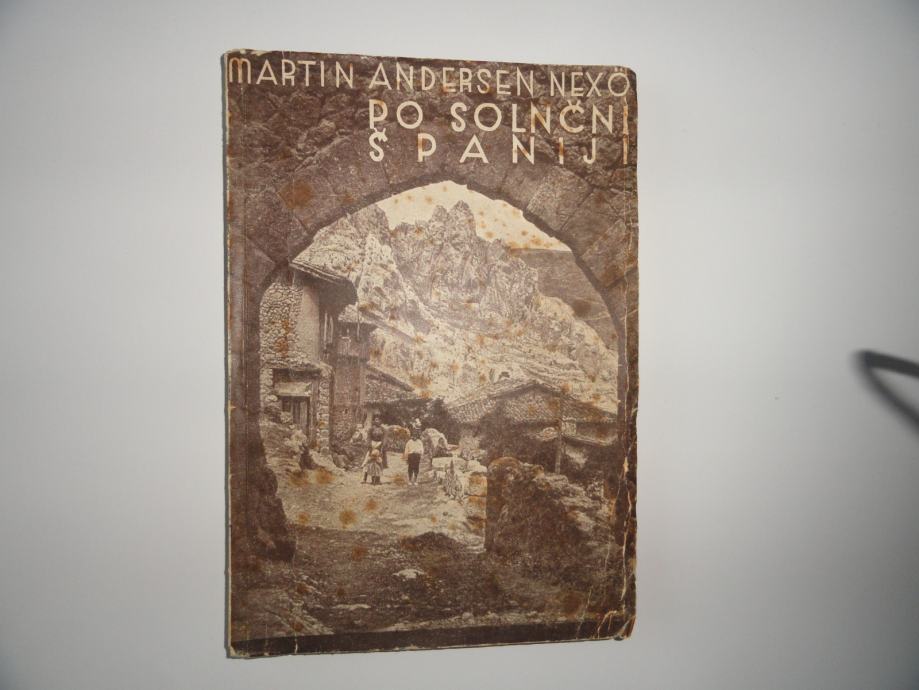 MARTIN ANDERSEN NEXÖ
PO SOLNČNI
ŠPANIJI